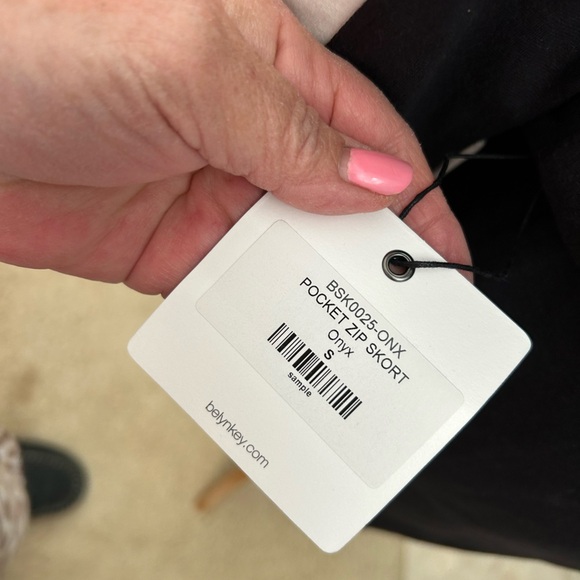 BSK0025-ONX
POCKET ZIP SKORT
Onyx
S
sample
belynkey.com